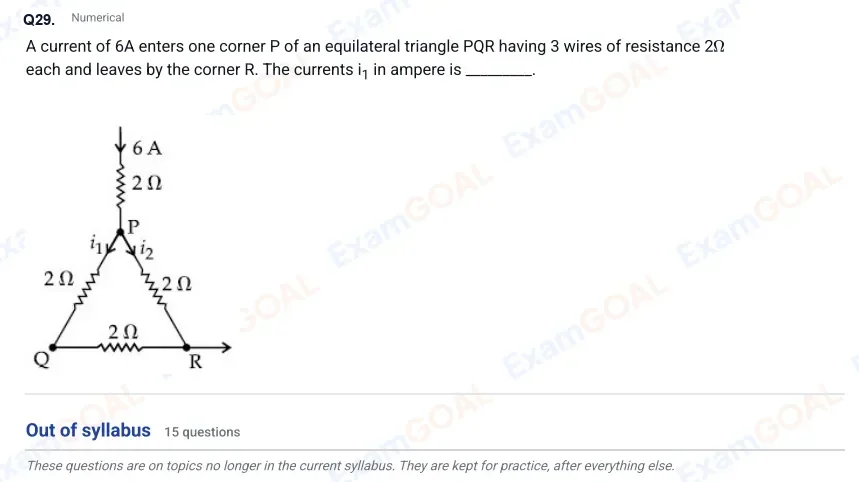 Q29. Numerical
A current of 6A enters one corner P of an equilateral triangle PQR having 3 wires of resistance 2Ω
each and leaves by the corner R. The currents i₁ in ampere is ________.
6 A
2 Ω
P
i₁ i₂
2 Ω 2 Ω
2 Ω
Q R
Out of syllabus 15 questions
These questions are on topics no longer in the current syllabus. They are kept for practice, after everything else.
ExamGOAL